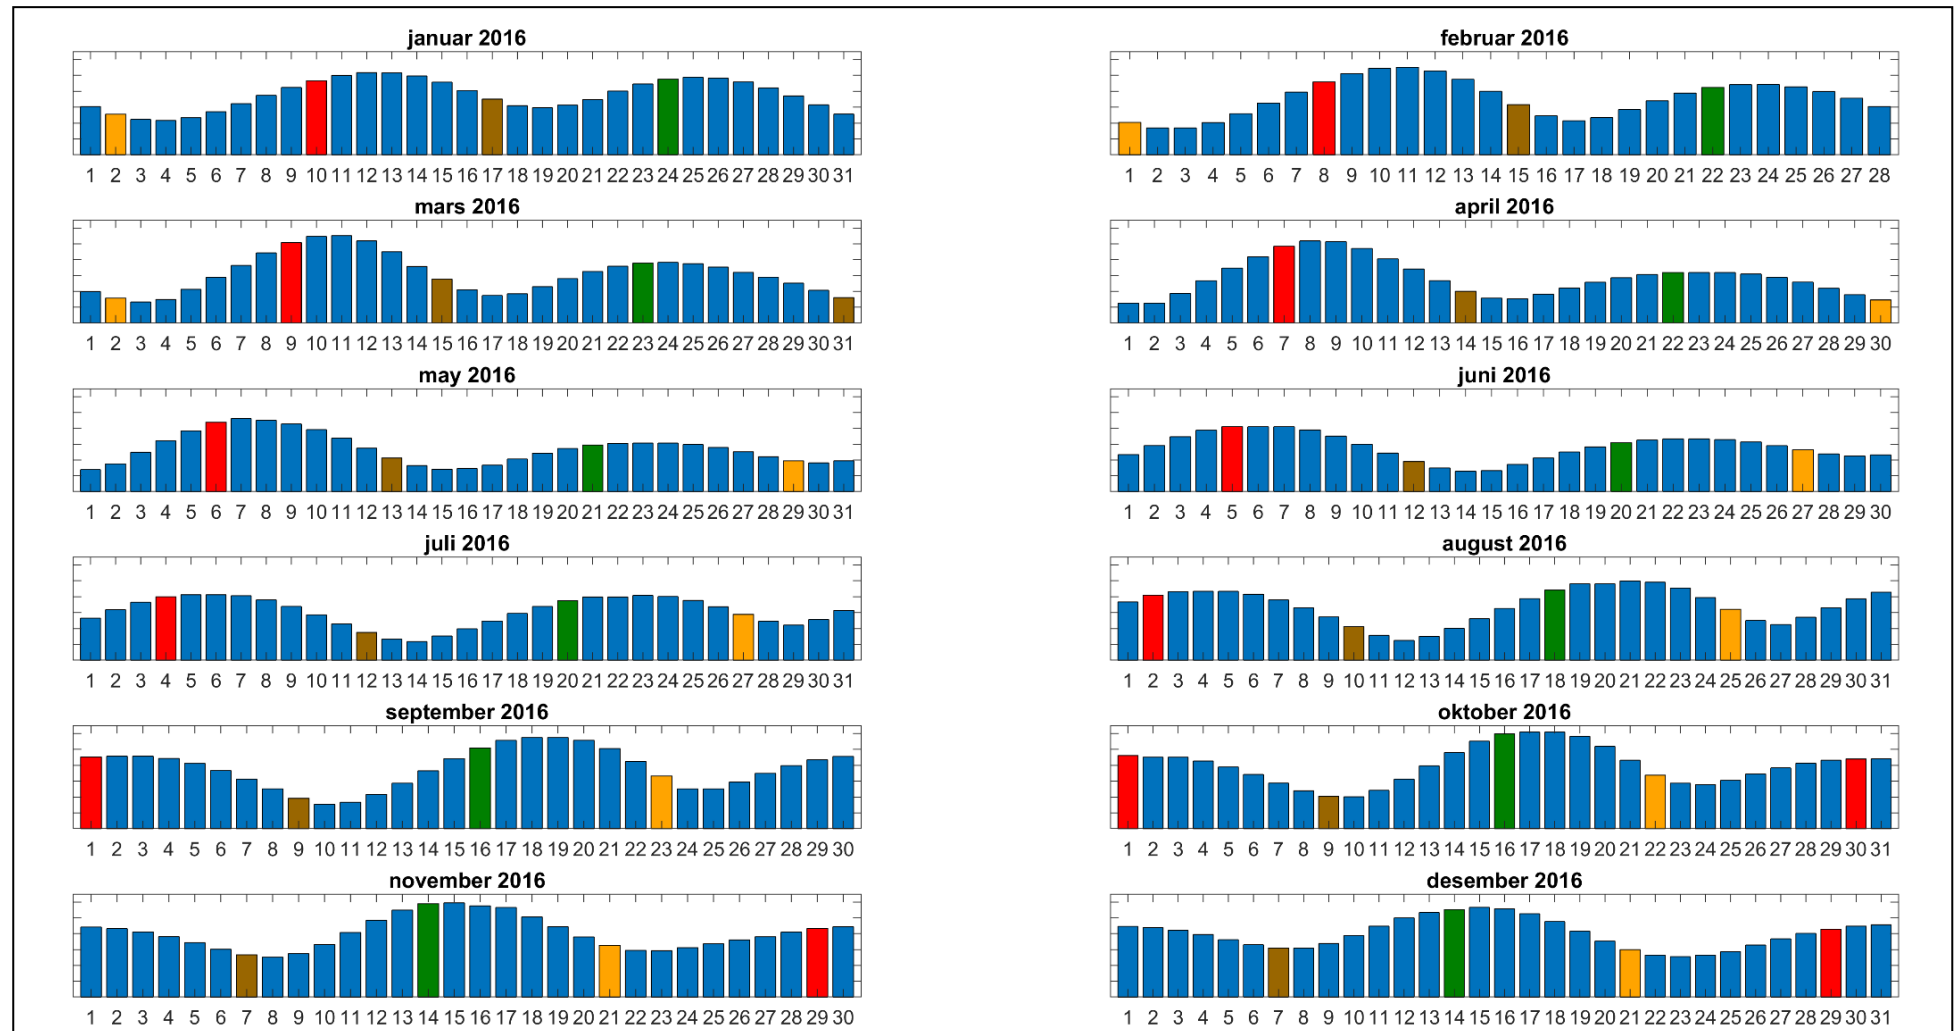 januar 2016
1 2 3 4 5 6 7 8 9 10 11 12 13 14 15 16 17 18 19 20 21 22 23 24 25 26 27 28 29 30 31
februar 2016
1 2 3 4 5 6 7 8 9 10 11 12 13 14 15 16 17 18 19 20 21 22 23 24 25 26 27 28
mars 2016
1 2 3 4 5 6 7 8 9 10 11 12 13 14 15 16 17 18 19 20 21 22 23 24 25 26 27 28 29 30 31
april 2016
1 2 3 4 5 6 7 8 9 10 11 12 13 14 15 16 17 18 19 20 21 22 23 24 25 26 27 28 29 30
may 2016
1 2 3 4 5 6 7 8 9 10 11 12 13 14 15 16 17 18 19 20 21 22 23 24 25 26 27 28 29 30 31
juni 2016
1 2 3 4 5 6 7 8 9 10 11 12 13 14 15 16 17 18 19 20 21 22 23 24 25 26 27 28 29 30
juli 2016
1 2 3 4 5 6 7 8 9 10 11 12 13 14 15 16 17 18 19 20 21 22 23 24 25 26 27 28 29 30 31
august 2016
1 2 3 4 5 6 7 8 9 10 11 12 13 14 15 16 17 18 19 20 21 22 23 24 25 26 27 28 29 30 31
september 2016
1 2 3 4 5 6 7 8 9 10 11 12 13 14 15 16 17 18 19 20 21 22 23 24 25 26 27 28 29 30
oktober 2016
1 2 3 4 5 6 7 8 9 10 11 12 13 14 15 16 17 18 19 20 21 22 23 24 25 26 27 28 29 30 31
november 2016
1 2 3 4 5 6 7 8 9 10 11 12 13 14 15 16 17 18 19 20 21 22 23 24 25 26 27 28 29 30
desember 2016
1 2 3 4 5 6 7 8 9 10 11 12 13 14 15 16 17 18 19 20 21 22 23 24 25 26 27 28 29 30 31